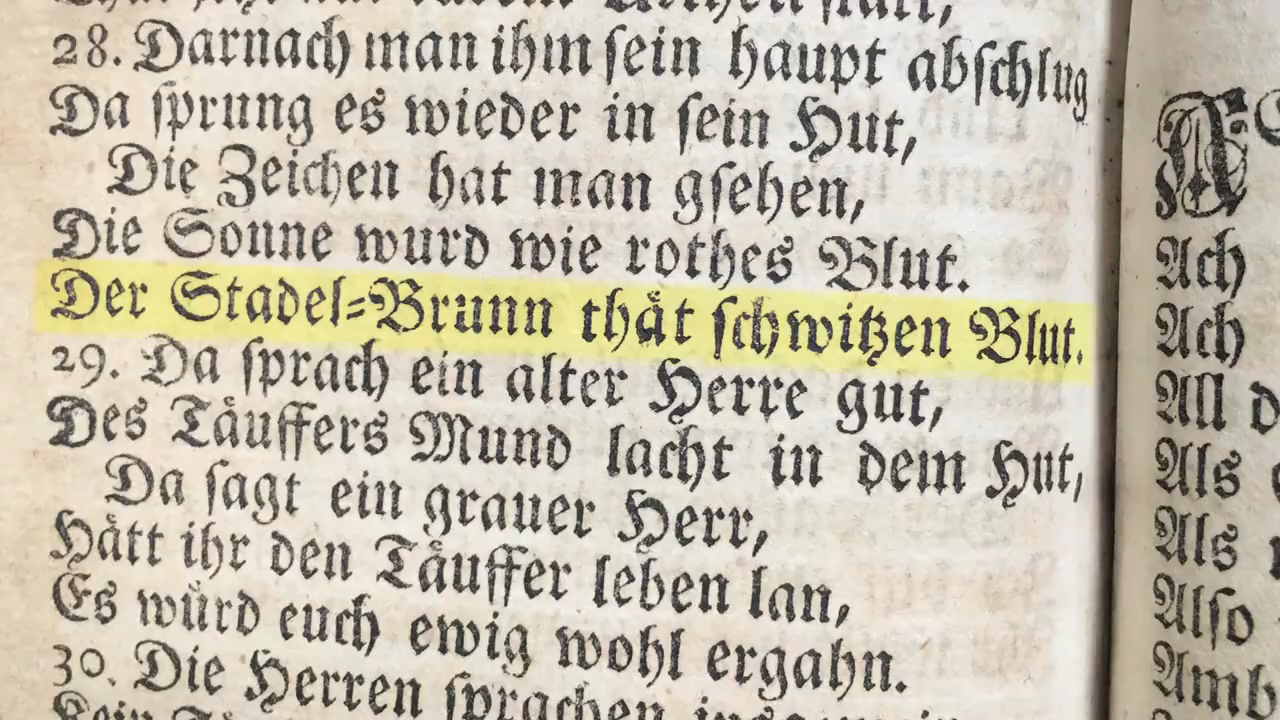 28. Darnach man ihm sein haupt abschlug
Da sprung es wieder in sein Hut,
Die Zeichen hat man gsehen,
Die Sonne wurd wie rothes Blut.
Der Stadel-Brunn thät schwitzen Blut.
29. Da sprach ein alter Herre gut,
Des Täuffers Mund lacht in dem Hut,
Da sagt ein grauer Herr,
Hätt ihr den Täuffer leben lan,
Es würd euch ewig wohl ergahn.
30. Die Herren sprachen
Ach
Ach
All
Als
Als
Also